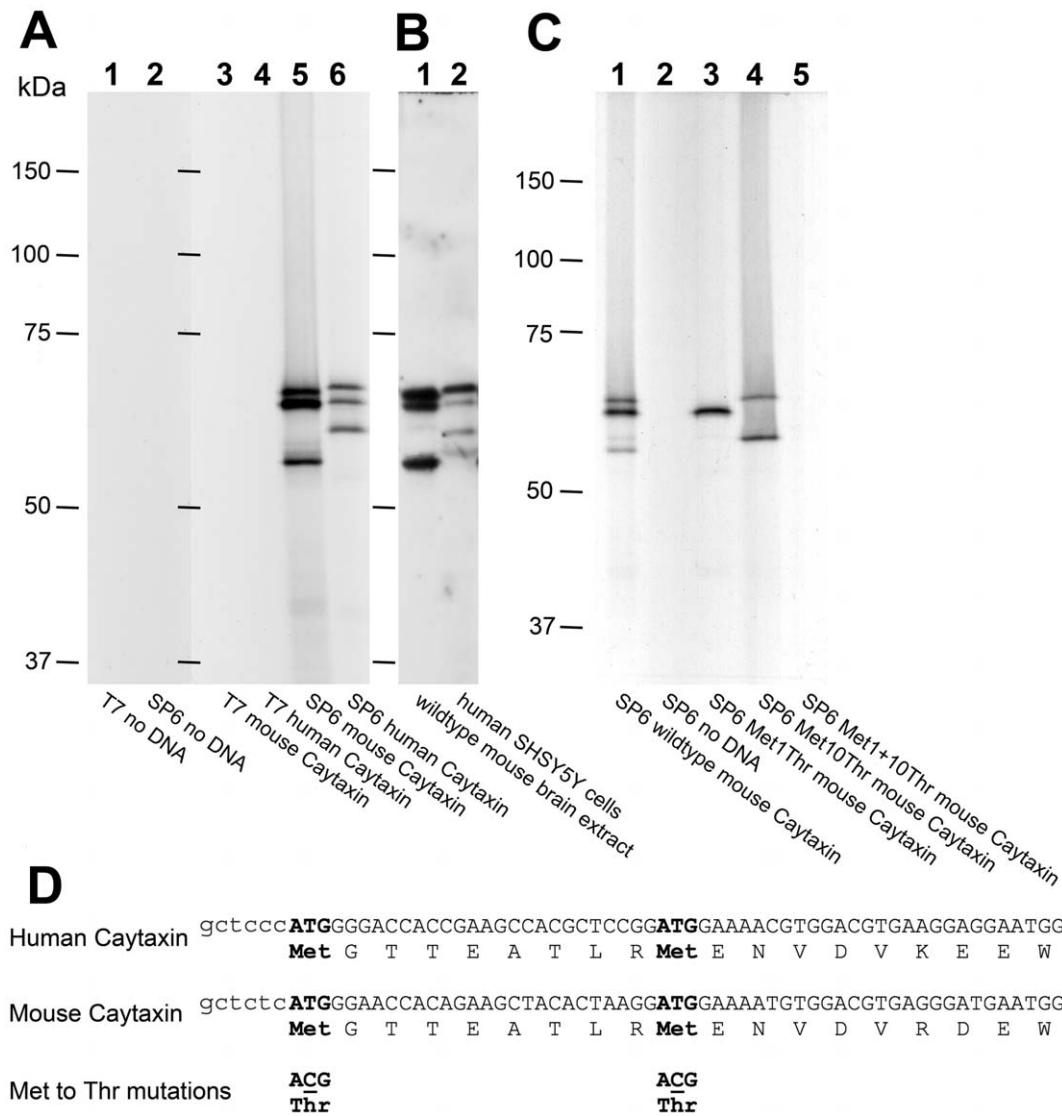 A
B
C
kDa
1 2 3 4 5 6
1 2
1 2 3 4 5
150
100
75
50
37
150
100
75
50
37
T7 no DNA
SP6 no DNA
T7 mouse Caytaxin
T7 human Caytaxin
SP6 mouse Caytaxin
SP6 human Caytaxin
wildtype mouse brain extract
human SHSY5Y cells
SP6 wildtype mouse Caytaxin
SP6 no DNA
SP6 Met1Thr mouse Caytaxin
SP6 Met10Thr mouse Caytaxin
SP6 Met1+10Thr mouse Caytaxin
D
Human Caytaxin
gctcccATGGGGACCACCGAAGCCACGCTCCGGATGGAAAACGTGGACGTGAAGGAGGAATGG
Met G T T E A T L R Met E N V D V K E E W
Mouse Caytaxin
gctctcATGGGAACCACAGAAGCTACACTAAGGATGGAAAATGTGGACGTGAGGGATGAATGG
Met G T T E A T L R Met E N V D V R D E W
Met to Thr mutations
ACG ACG
Thr Thr